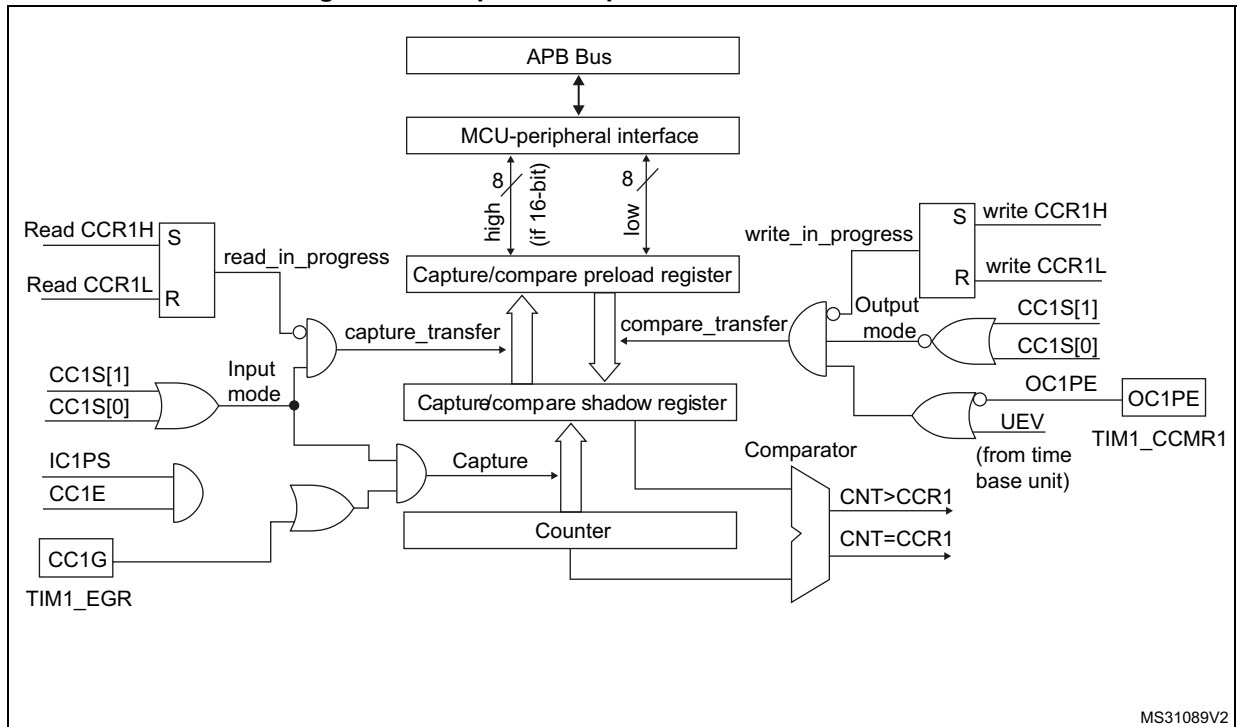 APB Bus
MCU-peripheral interface
8
high
(if 16-bit)
8
low
Read CCR1H
S
read_in_progress
Read CCR1L
R
write_in_progress
S
write CCR1H
R
write CCR1L
Capture/compare preload register
capture_transfer
compare_transfer
Output
mode
CC1S[1]
CC1S[0]
CC1S[1]
CC1S[0]
Input
mode
Capture/compare shadow register
OC1PE
OC1PE
UEV
TIM1_CCMR1
(from time
base unit)
IC1PS
CC1E
Capture
Comparator
CNT>CCR1
Counter
CNT=CCR1
CC1G
TIM1_EGR
MS31089V2